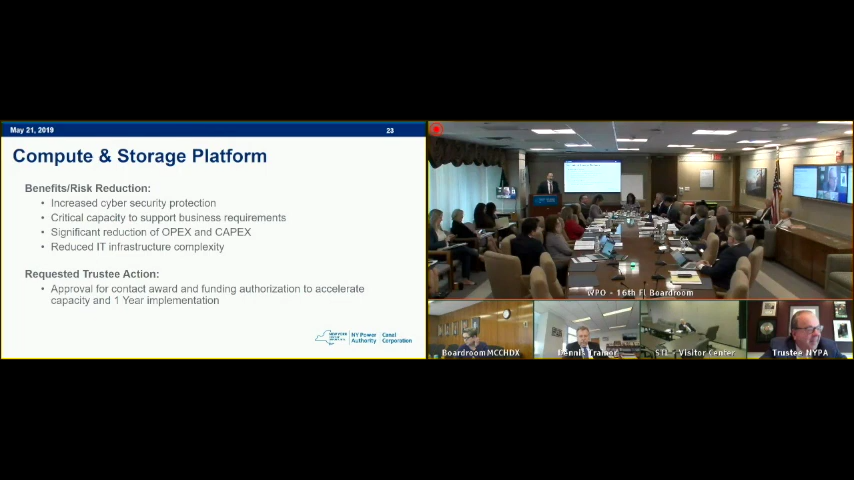 May 21, 2019
23
Compute & Storage Platform
Benefits/Risk Reduction:
• Increased cyber security protection
• Critical capacity to support business requirements
• Significant reduction of OPEX and CAPEX
• Reduced IT infrastructure complexity
Requested Trustee Action:
• Approval for contact award and funding authorization to accelerate
capacity and 1 Year implementation
NY Power
Authority
Canal
Corporation
WPO - 16th Fl Boardroom
Boardroom MCCHDX
Dennis Trainor
STL - Visitor Center
Trustee NYPA